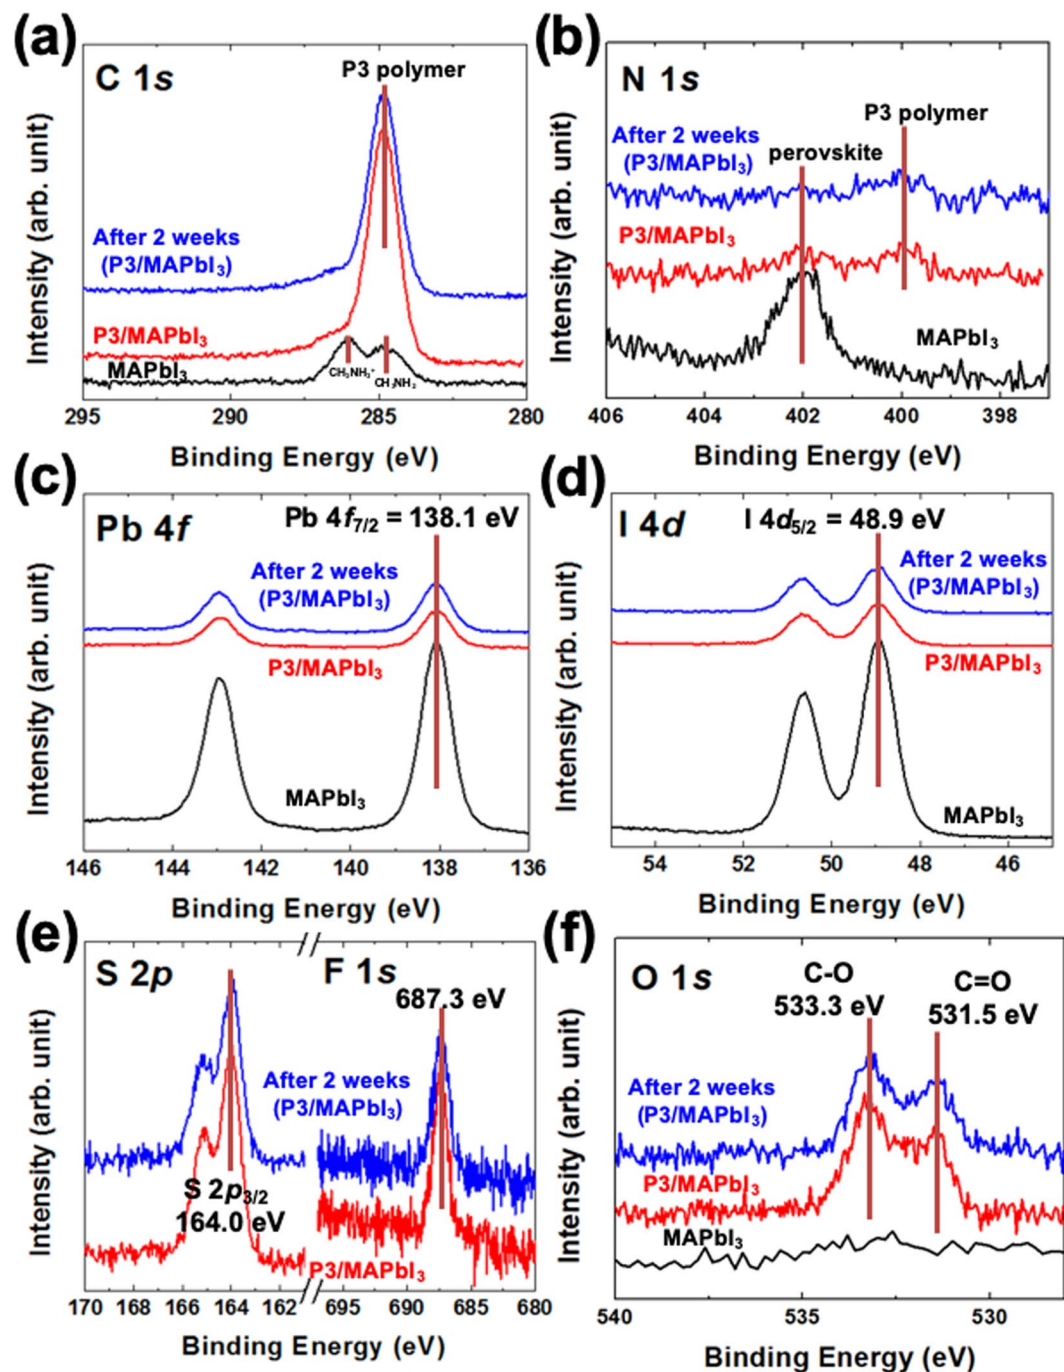 (a)
C 1s
P3 polymer
After 2 weeks
(P3/MAPbI₃)
P3/MAPbI₃
MAPbI₃
CH₃NH₃⁺
CH₃NH₂
295 290 285 280
Binding Energy (eV)
Intensity (arb. unit)
(b)
N 1s
P3 polymer
After 2 weeks
(P3/MAPbI₃)
perovskite
P3/MAPbI₃
MAPbI₃
406 404 402 400 398
Binding Energy (eV)
Intensity (arb. unit)
(c)
Pb 4f
Pb 4f₇/₂ = 138.1 eV
After 2 weeks
(P3/MAPbI₃)
P3/MAPbI₃
MAPbI₃
146 144 142 140 138 136
Binding Energy (eV)
Intensity (arb. unit)
(d)
I 4d
I 4d₅/₂ = 48.9 eV
After 2 weeks
(P3/MAPbI₃)
P3/MAPbI₃
MAPbI₃
54 52 50 48 46
Binding Energy (eV)
Intensity (arb. unit)
(e)
S 2p
F 1s
687.3 eV
After 2 weeks
(P3/MAPbI₃)
S 2p₃/₂
164.0 eV
P3/MAPbI₃
170 168 166 164 162 695 690 685 680
Binding Energy (eV)
Intensity (arb. unit)
(f)
O 1s
C-O
533.3 eV
C=O
531.5 eV
After 2 weeks
(P3/MAPbI₃)
P3/MAPbI₃
MAPbI₃
540 535 530
Binding Energy (eV)
Intensity (arb. unit)